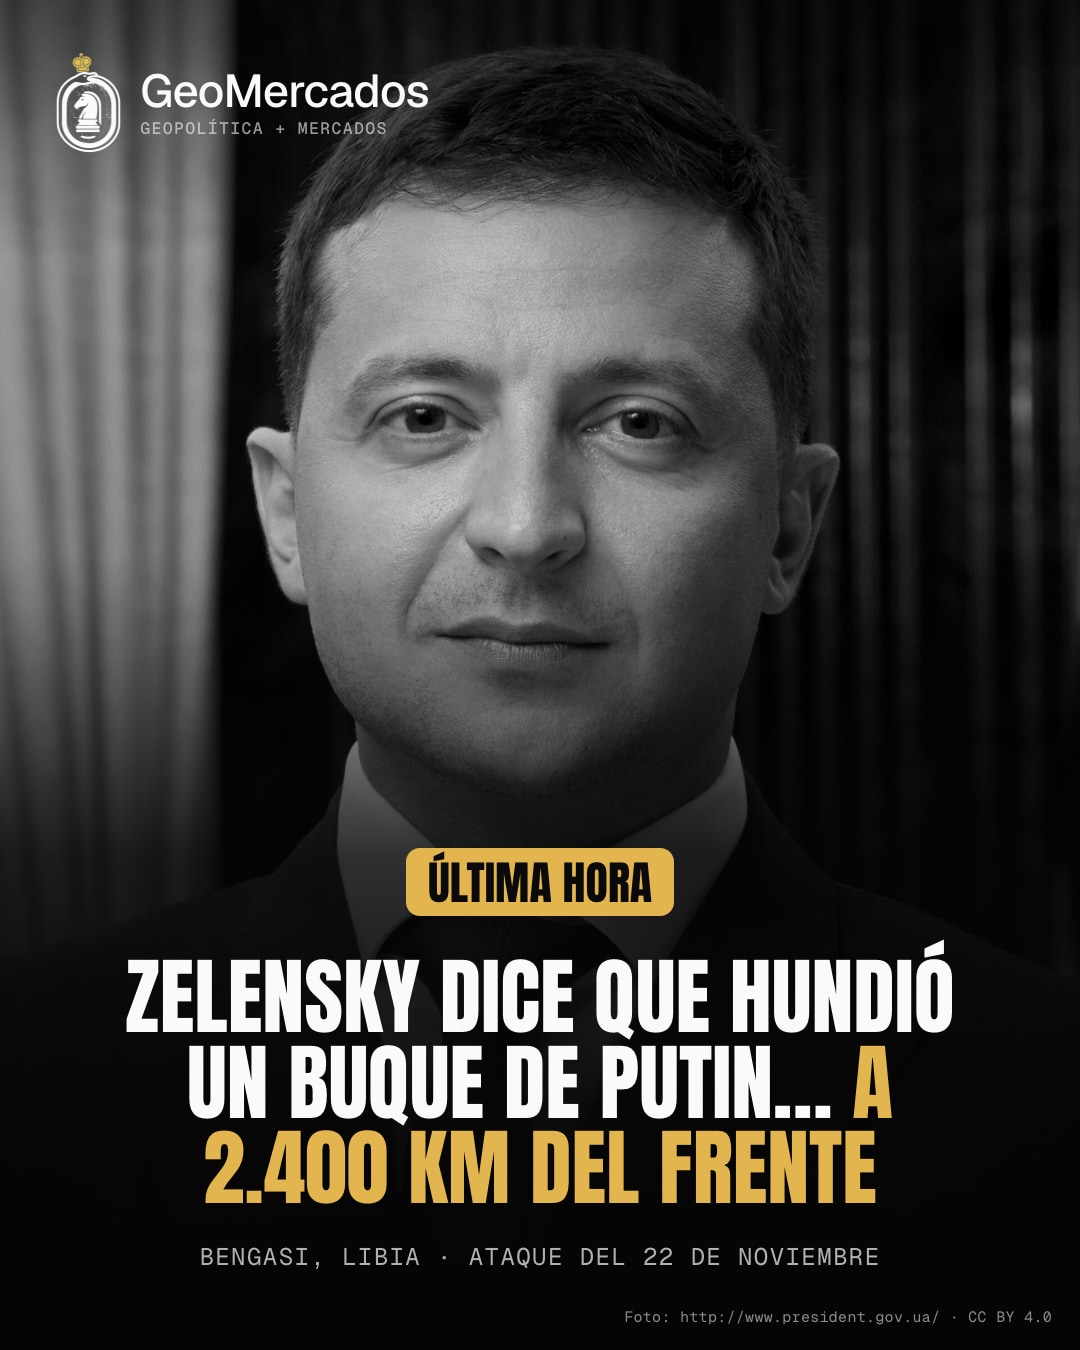 GeoMercados
GEOPOLÍTICA + MERCADOS
ÚLTIMA HORA
ZELENSKY DICE QUE HUNDIÓ
UN BUQUE DE PUTIN... A
2.400 KM DEL FRENTE
BENGASI, LIBIA · ATAQUE DEL 22 DE NOVIEMBRE
Foto: http://www.president.gov.ua/ · CC BY 4.0